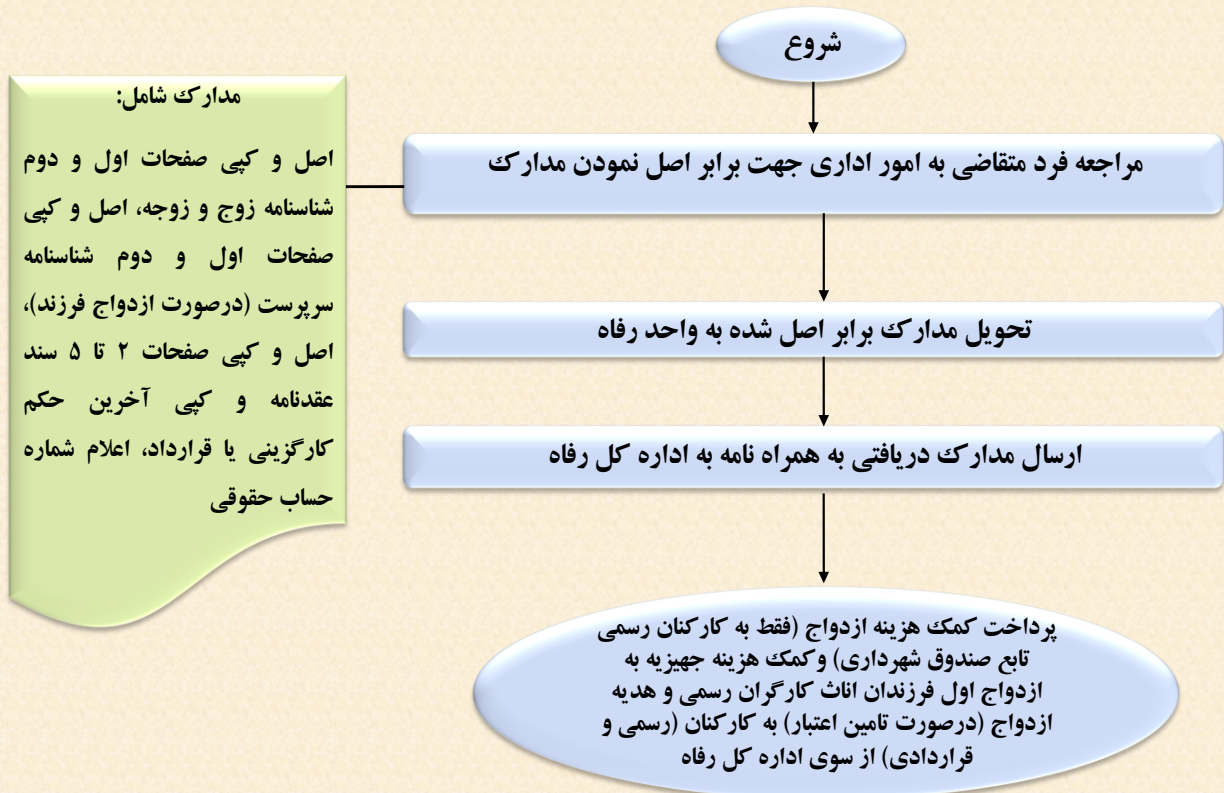 شروع
مراجعه فرد متقاضی به امور اداری جهت برابر اصل نمودن مدارک
مدارک شامل:
اصل و کپی صفحات اول و دوم
شناسنامه زوج و زوجه، اصل و کپی
صفحات اول و دوم شناسنامه
سرپرست (درصورت ازدواج فرزند)،
اصل و کپی صفحات ۲ تا ۵ سند
عقدنامه و کپی آخرین حکم
کارگزینی یا قرارداد، اعلام شماره
حساب حقوقی
تحویل مدارک برابر اصل شده به واحد رفاه
ارسال مدارک دریافتی به همراه نامه به اداره کل رفاه
پرداخت کمک هزینه ازدواج (فقط به کارکنان رسمی
تابع صندوق شهرداری) وکمک هزینه جهیزیه به
ازدواج اول فرزندان اناث کارگران رسمی و هدیه
ازدواج (درصورت تامین اعتبار) به کارکنان (رسمی و
قراردادی) از سوی اداره کل رفاه